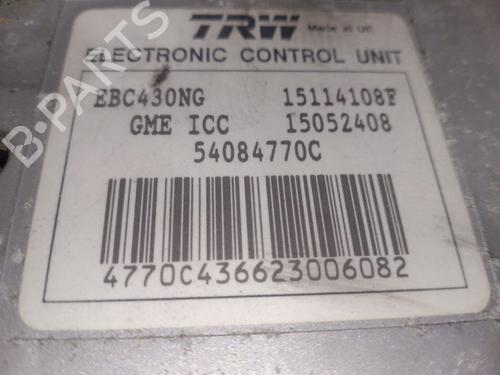 TRW Made in UK
ELECTRONIC CONTROL UNIT
EBC430NG 15114108F
GME ICC 15052408
54084770C
4770C436623006082
B-PARTS